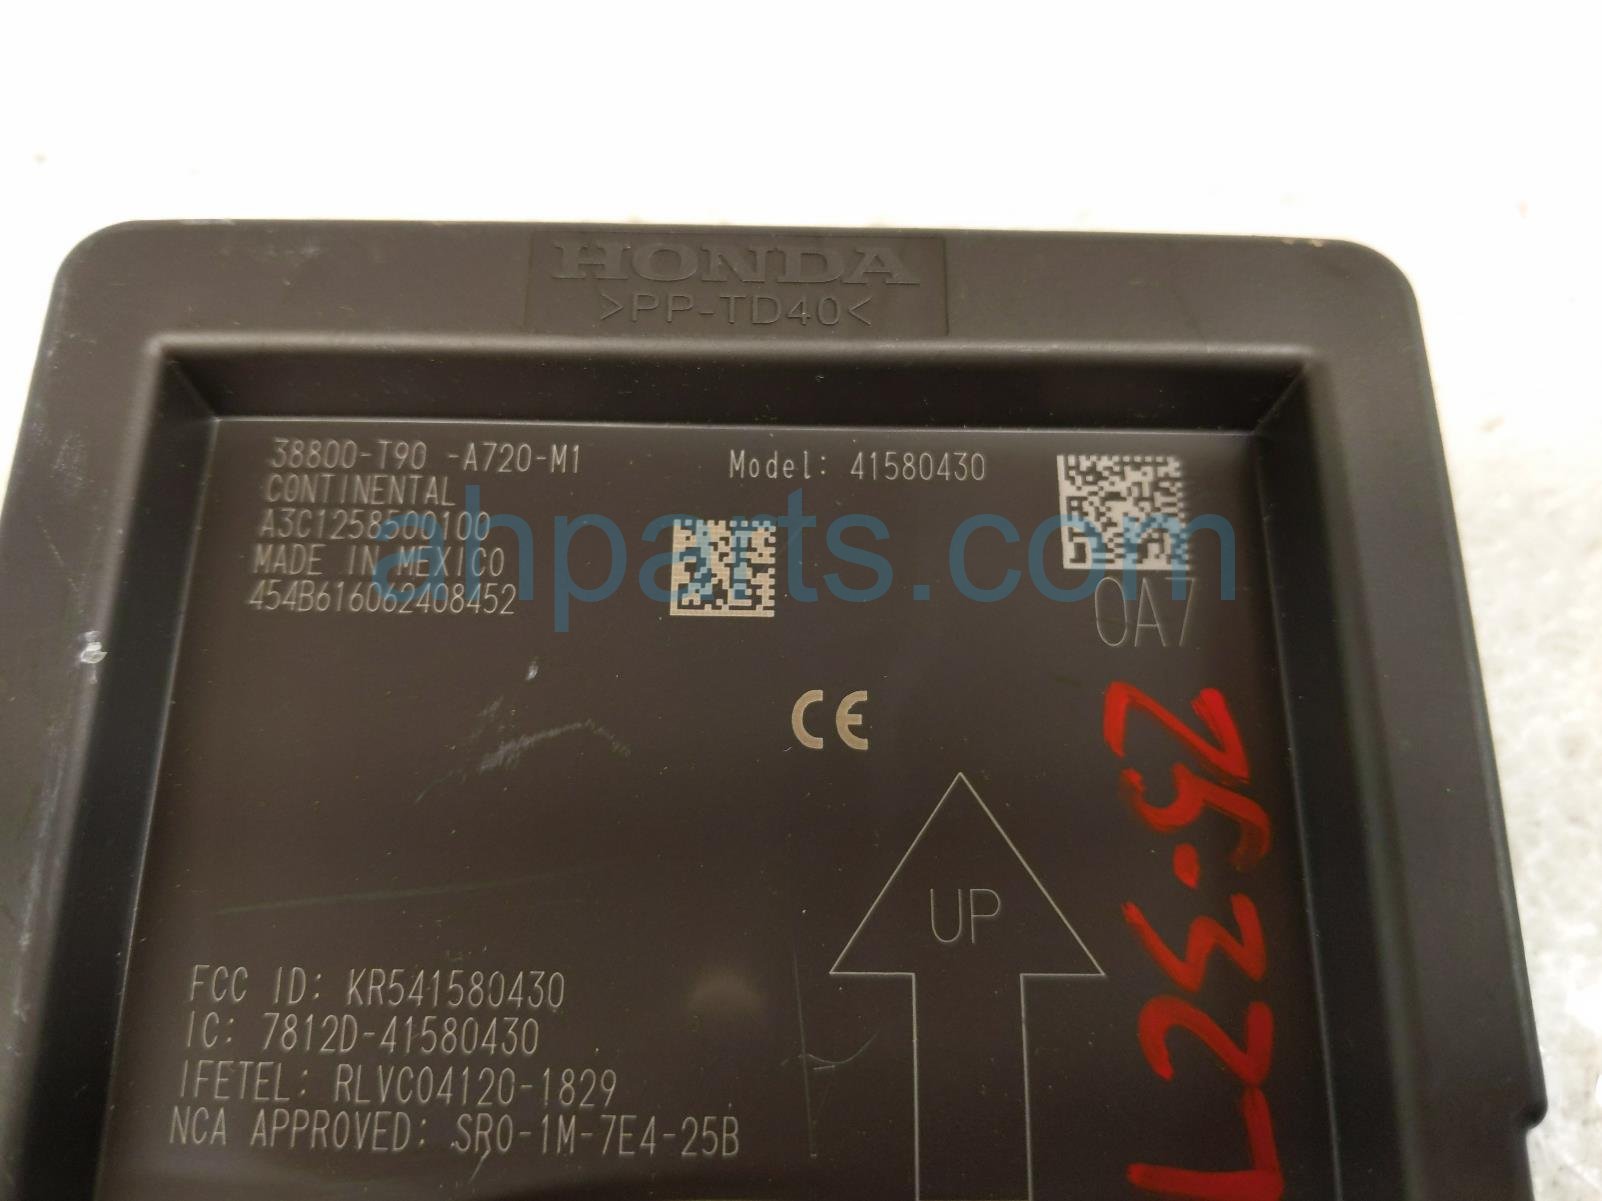 HONDA
>PP-TD40<
38800-T90 -A720-M1
Model: 41580430
CONTINENTAL
A3C1258500100
MADE IN MEXICO
454B616062408452
ahparts.com
0A7
CE
UP
FCC ID: KR541580430
IC: 7812D-41580430
IFETEL: RLVC04120-1829
NCA APPROVED: SRO-1M-7E4-25B